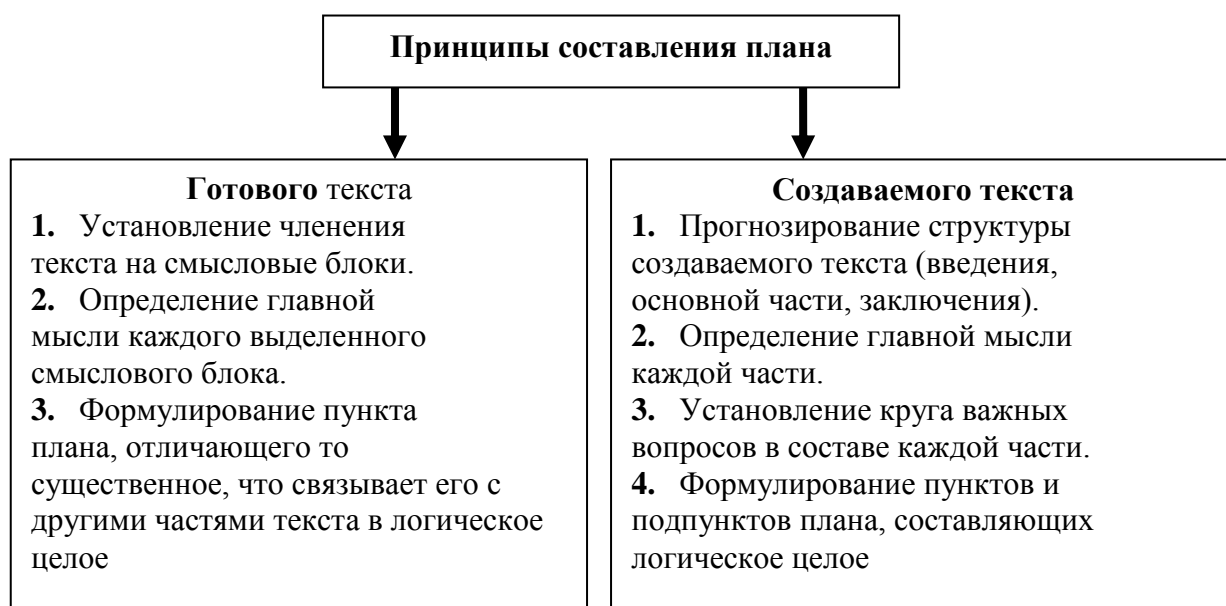 Принципы составления плана
Готового текста
1. Установление членения
текста на смысловые блоки.
2. Определение главной
мысли каждого выделенного
смыслового блока.
3. Формулирование пункта
плана, отличающего то
существенное, что связывает его с
другими частями текста в логическое
целое
Создаваемого текста
1. Прогнозирование структуры
создаваемого текста (введения,
основной части, заключения).
2. Определение главной мысли
каждой части.
3. Установление круга важных
вопросов в составе каждой части.
4. Формулирование пунктов и
подпунктов плана, составляющих
логическое целое